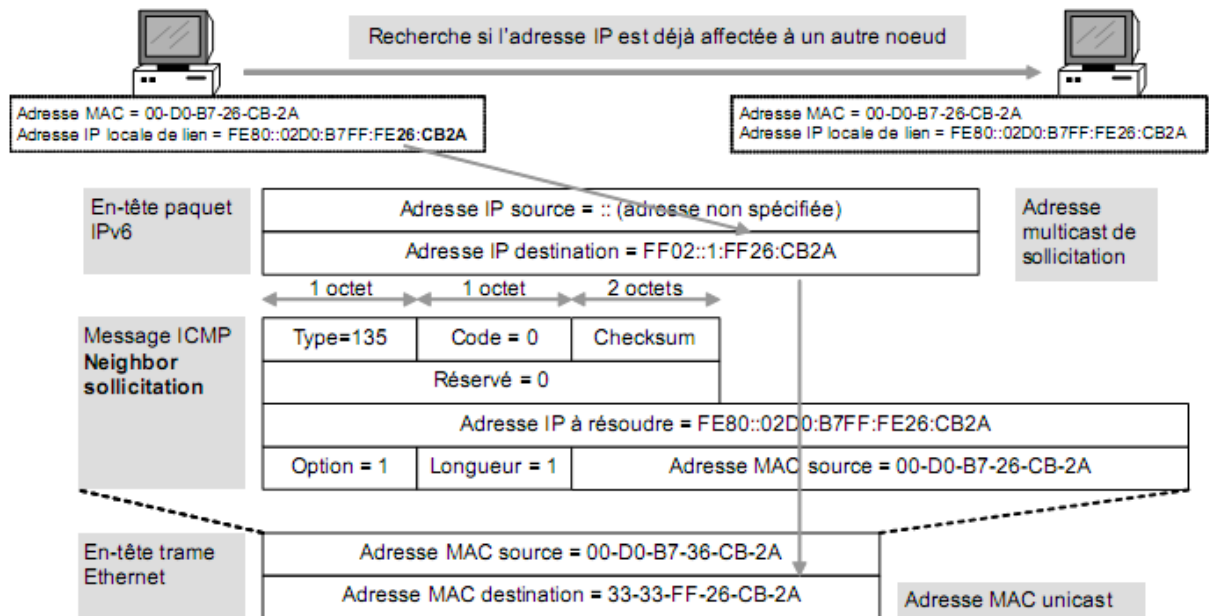 Recherche si l'adresse IP est déjà affectée à un autre noeud
Adresse MAC = 00-D0-B7-26-CB-2A
Adresse IP locale de lien = FE80::02D0:B7FF:FE26:CB2A
Adresse MAC = 00-D0-B7-26-CB-2A
Adresse IP locale de lien = FE80::02D0:B7FF:FE26:CB2A
En-tête paquet
IPv6
Adresse IP source = :: (adresse non spécifiée)
Adresse IP destination = FF02::1:FF26:CB2A
Adresse
multicast de
sollicitation
1 octet
1 octet
2 octets
Message ICMP
Neighbor
sollicitation
Type=135
Code = 0
Checksum
Réservé = 0
Adresse IP à résoudre = FE80::02D0:B7FF:FE26:CB2A
Option = 1
Longueur = 1
Adresse MAC source = 00-D0-B7-26-CB-2A
En-tête trame
Ethernet
Adresse MAC source = 00-D0-B7-36-CB-2A
Adresse MAC destination = 33-33-FF-26-CB-2A
Adresse MAC unicast